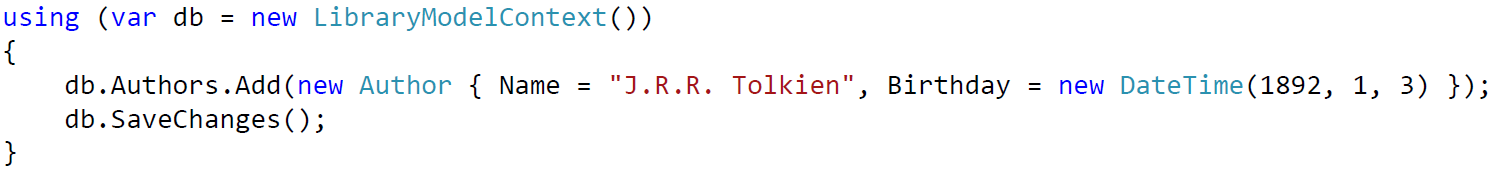 using (var db = new LibraryModelContext())
{
    db.Authors.Add(new Author { Name = "J.R.R. Tolkien", Birthday = new DateTime(1892, 1, 3) });
    db.SaveChanges();
}